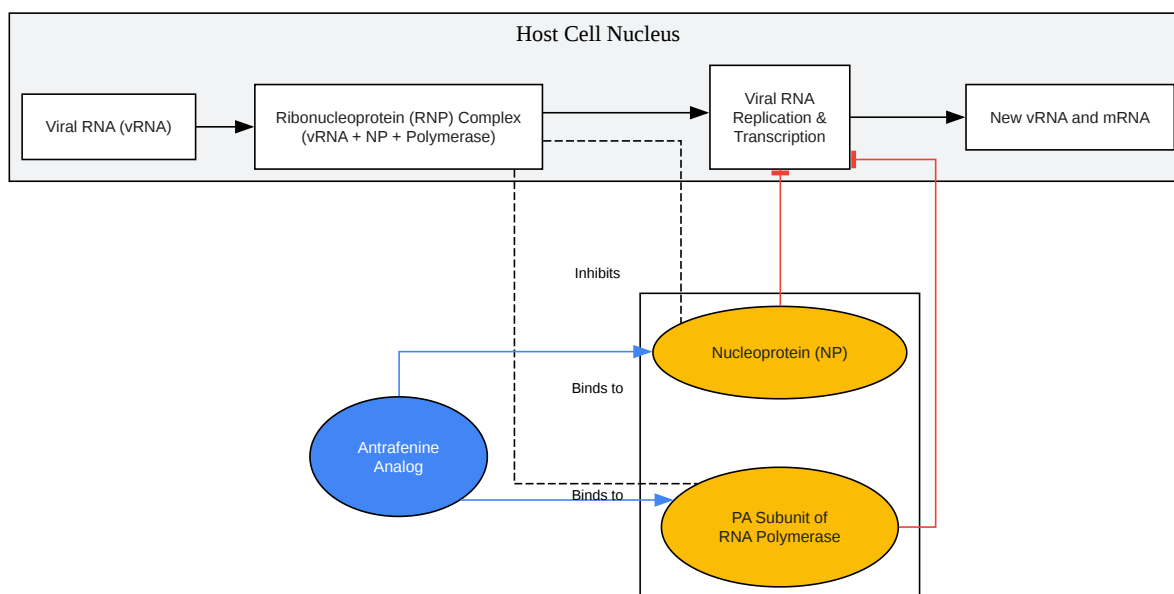 Host Cell Nucleus
Viral RNA (vRNA)
Ribonucleoprotein (RNP) Complex
(vRNA + NP + Polymerase)
Viral RNA
Replication &
Transcription
New vRNA and mRNA
Inhibits
Nucleoprotein (NP)
Binds to
Antrafenine
Analog
Binds to
PA Subunit of
RNA Polymerase